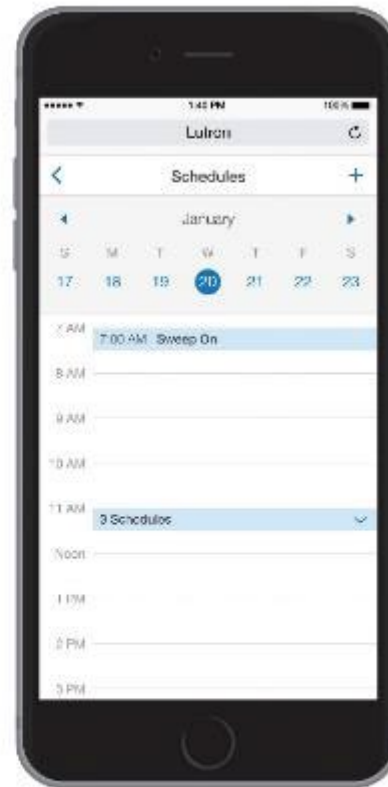 1:40 PM 100%
Lutron
Schedules +
January
S M T W T F S
17 18 19 20 21 22 23
7 AM
7:00 AM Sweep On
8 AM
9 AM
10 AM
11 AM
3 Schedules
Noon
1 PM
2 PM
3 PM